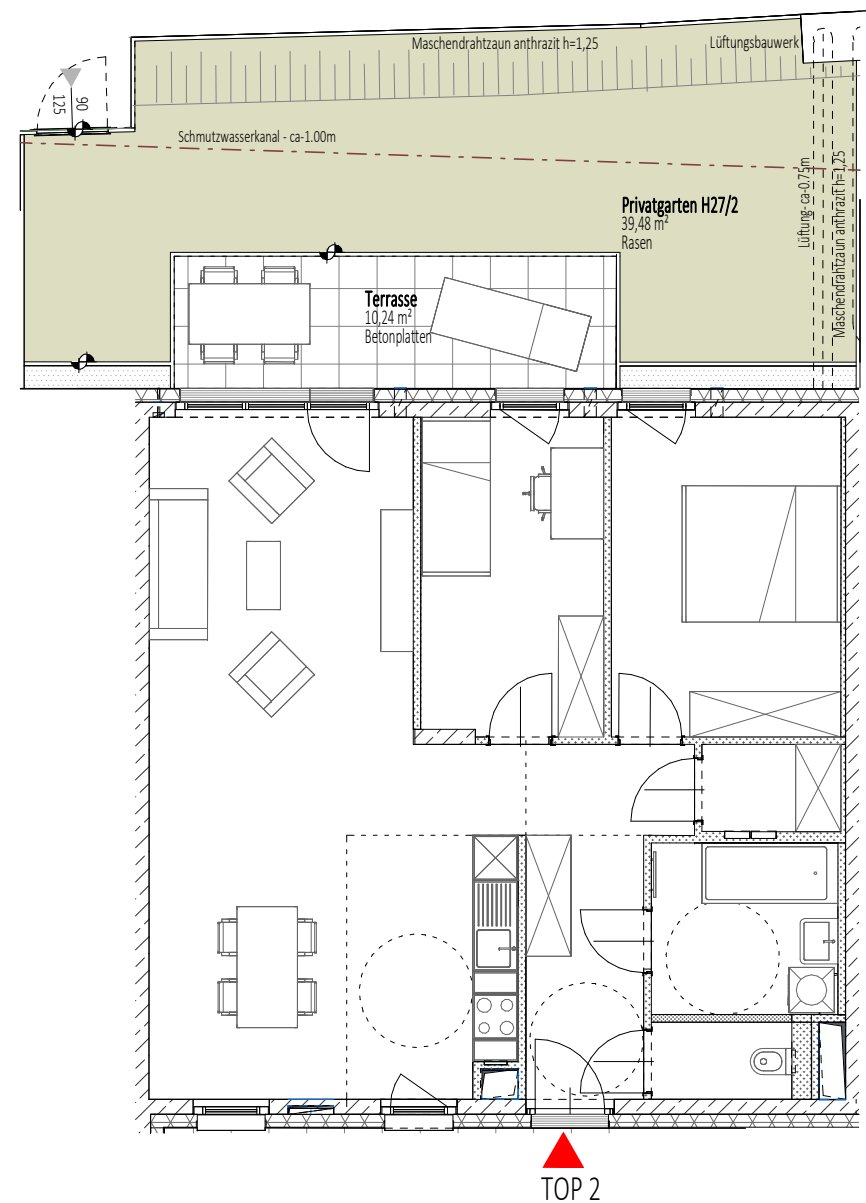 Maschendrahtzaun anthrazit h=1,25
Lüftungsbauwerk
90
125
Schmutzwasserkanal - ca-1.00m
Lüftung- ca-0.75m
Maschendrahtzaun anthrazit h=1,25
Privatgarten H27/2
39,48 m²
Rasen
Terrasse
10,24 m²
Betonplatten
TOP 2